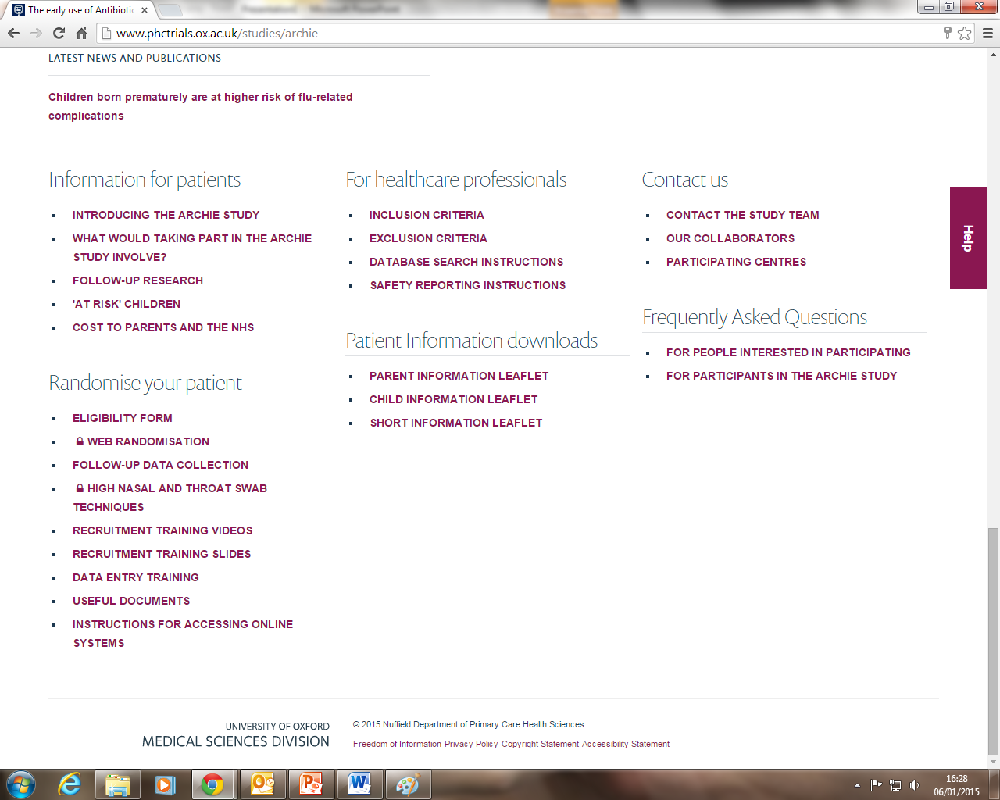 The early use of Antibiotic
Presentation1 - Microsoft PowerPoint
www.phctrials.ox.ac.uk/studies/archie
LATEST NEWS AND PUBLICATIONS
Children born prematurely are at higher risk of flu-related
complications
Information for patients
INTRODUCING THE ARCHIE STUDY
WHAT WOULD TAKING PART IN THE ARCHIE
STUDY INVOLVE?
FOLLOW-UP RESEARCH
'AT RISK' CHILDREN
COST TO PARENTS AND THE NHS
Randomise your patient
ELIGIBILITY FORM
WEB RANDOMISATION
FOLLOW-UP DATA COLLECTION
HIGH NASAL AND THROAT SWAB
TECHNIQUES
RECRUITMENT TRAINING VIDEOS
RECRUITMENT TRAINING SLIDES
DATA ENTRY TRAINING
USEFUL DOCUMENTS
INSTRUCTIONS FOR ACCESSING ONLINE
SYSTEMS
For healthcare professionals
INCLUSION CRITERIA
EXCLUSION CRITERIA
DATABASE SEARCH INSTRUCTIONS
SAFETY REPORTING INSTRUCTIONS
Patient Information downloads
PARENT INFORMATION LEAFLET
CHILD INFORMATION LEAFLET
SHORT INFORMATION LEAFLET
Contact us
CONTACT THE STUDY TEAM
OUR COLLABORATORS
PARTICIPATING CENTRES
Frequently Asked Questions
FOR PEOPLE INTERESTED IN PARTICIPATING
FOR PARTICIPANTS IN THE ARCHIE STUDY
Help
UNIVERSITY OF OXFORD
MEDICAL SCIENCES DIVISION
© 2015 Nuffield Department of Primary Care Health Sciences
Freedom of Information Privacy Policy Copyright Statement Accessibility Statement
16:28
06/01/2015